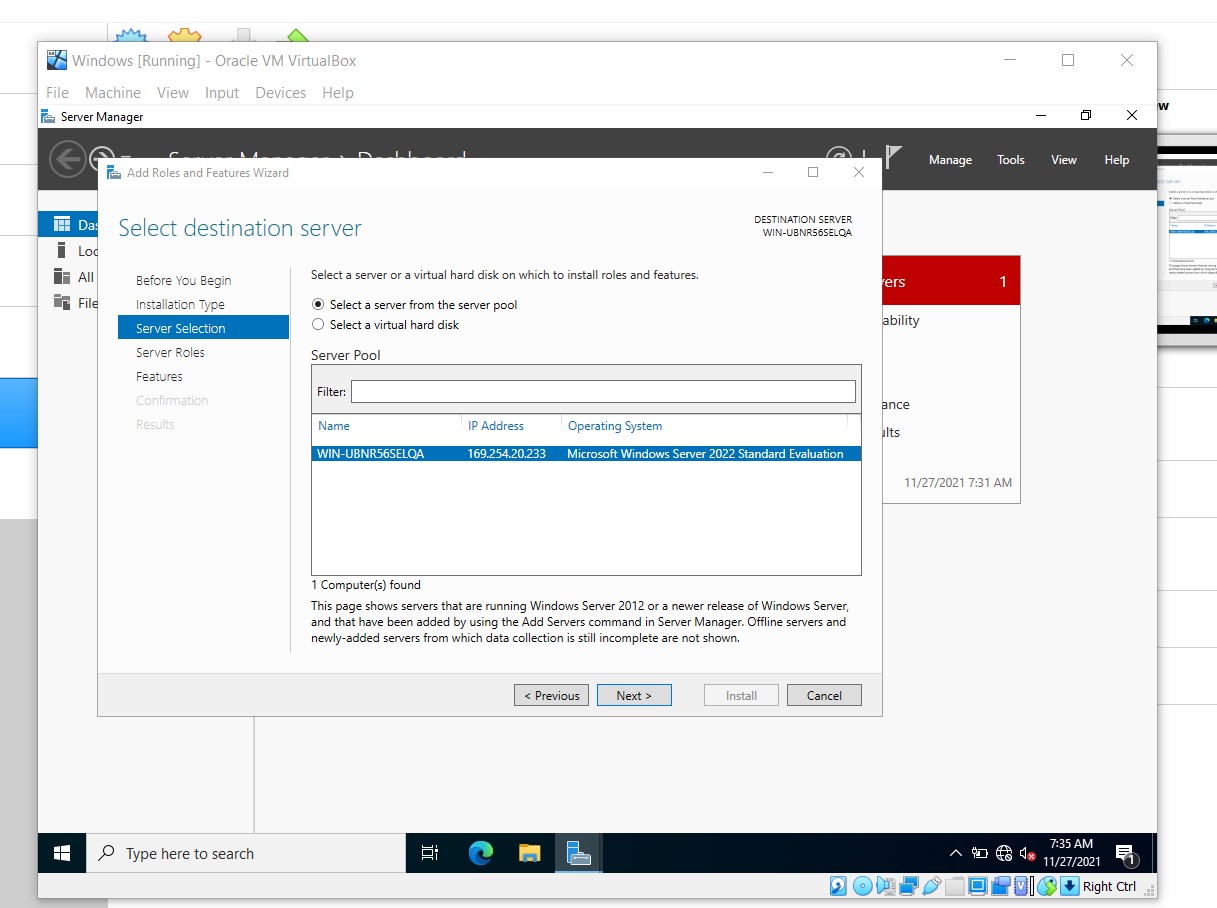 Windows [Running] - Oracle VM VirtualBox
File Machine View Input Devices Help
Server Manager
Server Manager › Dashboard
Manage Tools View Help
Add Roles and Features Wizard
Select destination server
DESTINATION SERVER
WIN-UBNR56SELQA
Before You Begin
Installation Type
Server Selection
Server Roles
Features
Confirmation
Results
Select a server or a virtual hard disk on which to install roles and features.
Select a server from the server pool
Select a virtual hard disk
Server Pool
Filter:
Name IP Address Operating System
WIN-UBNR56SELQA 169.254.20.233 Microsoft Windows Server 2022 Standard Evaluation
1 Computer(s) found
This page shows servers that are running Windows Server 2012 or a newer release of Windows Server,
and that have been added by using the Add Servers command in Server Manager. Offline servers and
newly-added servers from which data collection is still incomplete are not shown.
< Previous Next > Install Cancel
Das
Loc
All
File
vers 1
ability
ance
ults
11/27/2021 7:31 AM
Type here to search
7:35 AM
11/27/2021
1
Right Ctrl